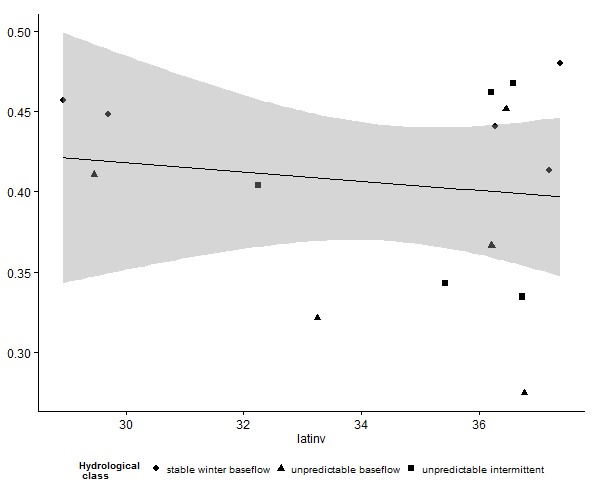 0.50
0.45
0.40
0.35
0.30
30 32 34 36
latinv
Hydrological class
stable winter baseflow unpredictable baseflow unpredictable intermittent